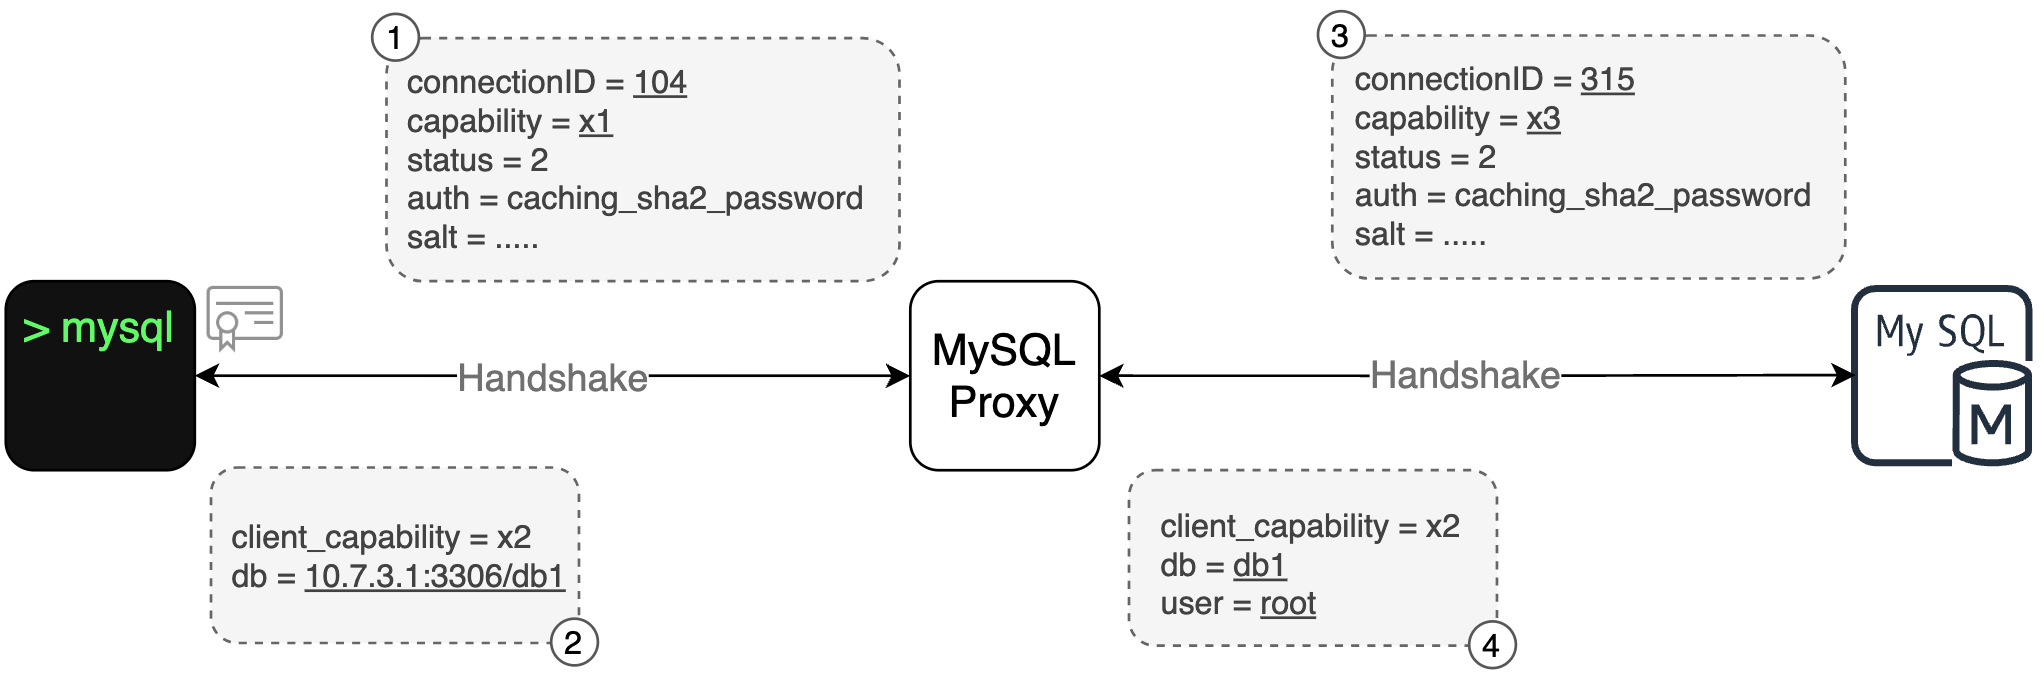 1
connectionID = 104
capability = x1
status = 2
auth = caching_sha2_password
salt = .....
3
connectionID = 315
capability = x3
status = 2
auth = caching_sha2_password
salt = .....
> mysql
Handshake
MySQL
Proxy
Handshake
My SQL
M
client_capability = x2
db = 10.7.3.1:3306/db1
2
client_capability = x2
db = db1
user = root
4